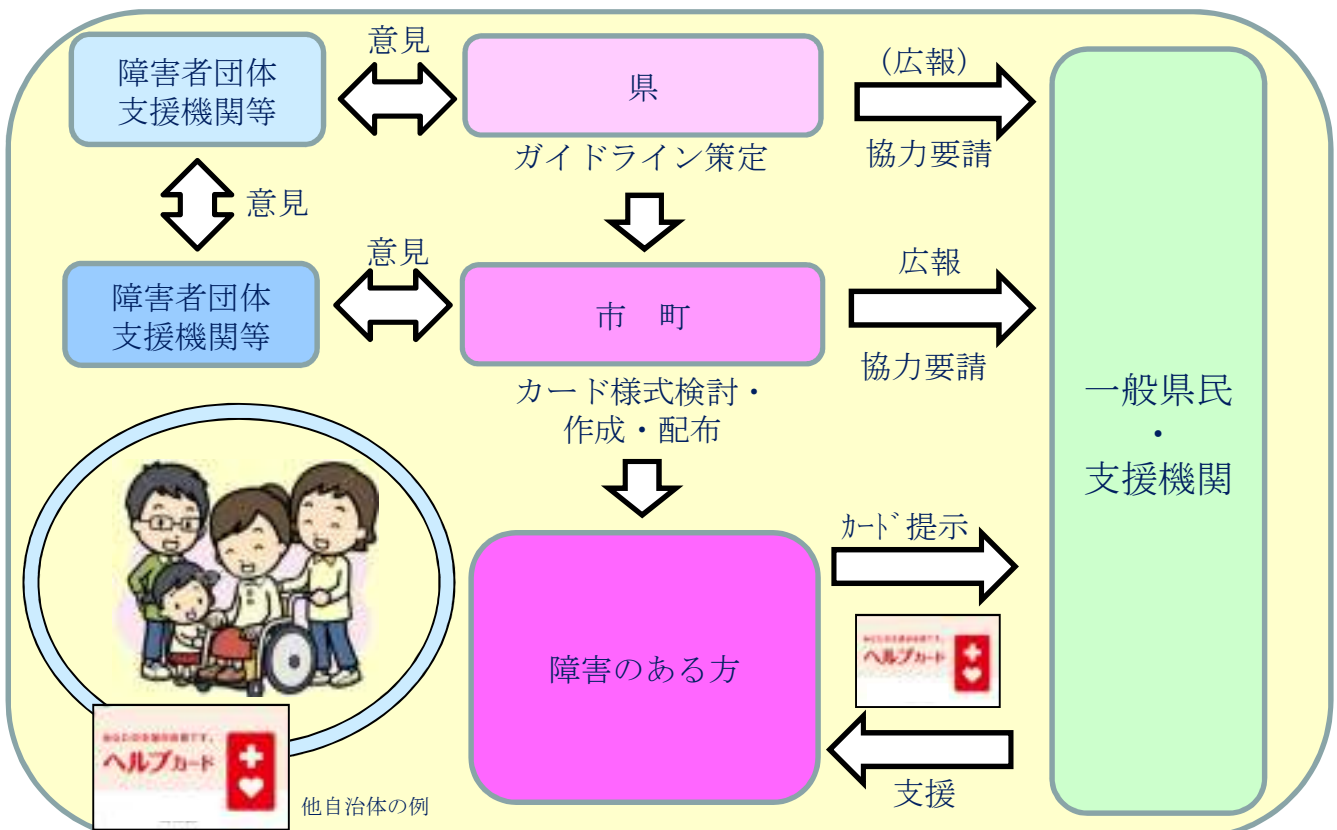 障害者団体
支援機関等
意見
県
ガイドライン策定
(広報)
協力要請
意見
障害者団体
支援機関等
意見
市　町
カード様式検討・
作成・配布
広報
協力要請
一般県民
・
支援機関
障害のある方
ｶｰﾄﾞ提示
ヘルプカード
支援
ヘルプカード
他自治体の例